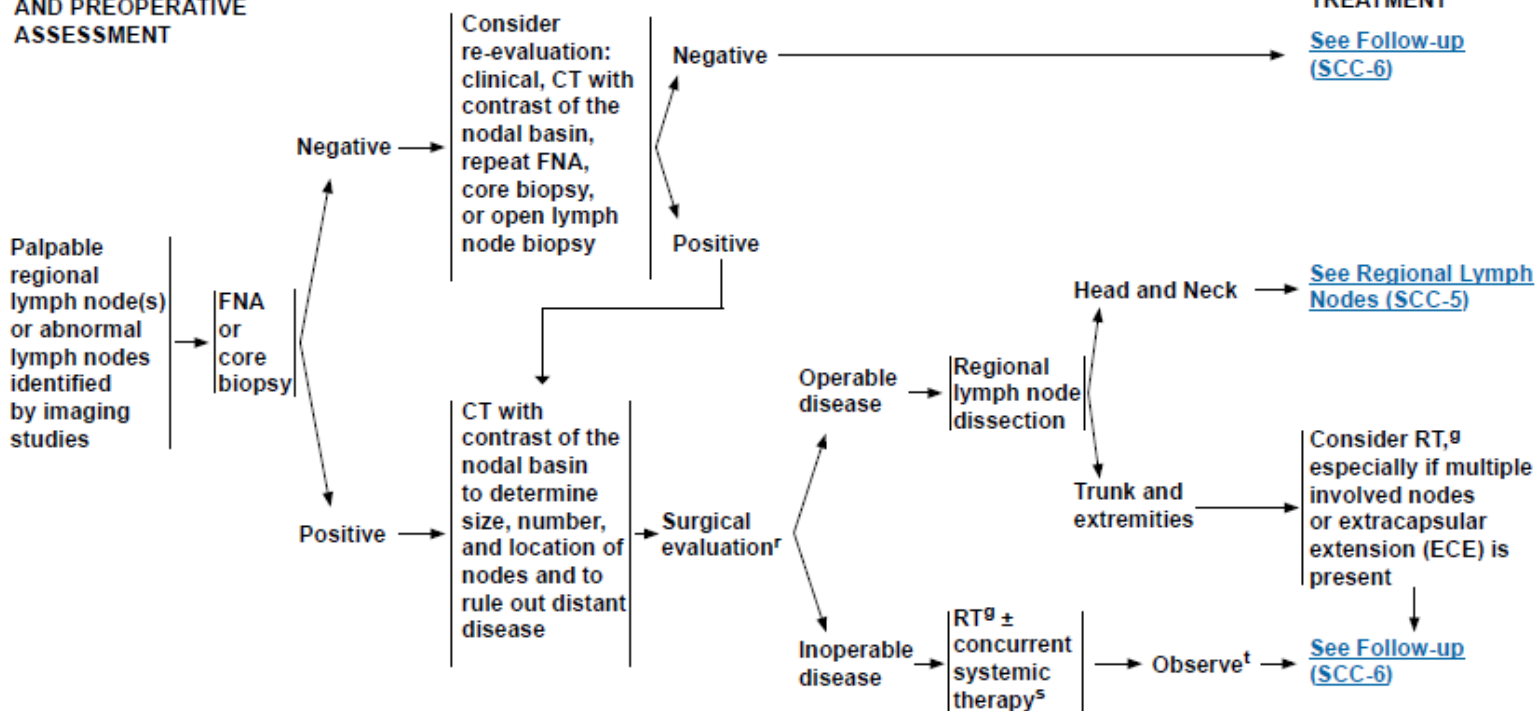 AND PREOPERATIVE
ASSESSMENT
TREATMENT
Palpable
regional
lymph node(s)
or abnormal
lymph nodes
identified
by imaging
studies
FNA
or
core
biopsy
Negative
Consider
re-evaluation:
clinical, CT with
contrast of the
nodal basin,
repeat FNA,
core biopsy,
or open lymph
node biopsy
Negative
See Follow-up
(SCC-6)
Positive
Positive
CT with
contrast of the
nodal basin
to determine
size, number,
and location of
nodes and to
rule out distant
disease
Surgical
evaluationʳ
Operable
disease
Regional
lymph node
dissection
Head and Neck
See Regional Lymph
Nodes (SCC-5)
Trunk and
extremities
Consider RT,ᵍ
especially if multiple
involved nodes
or extracapsular
extension (ECE) is
present
Inoperable
disease
RTᵍ ±
concurrent
systemic
therapyˢ
Observeᵗ
See Follow-up
(SCC-6)